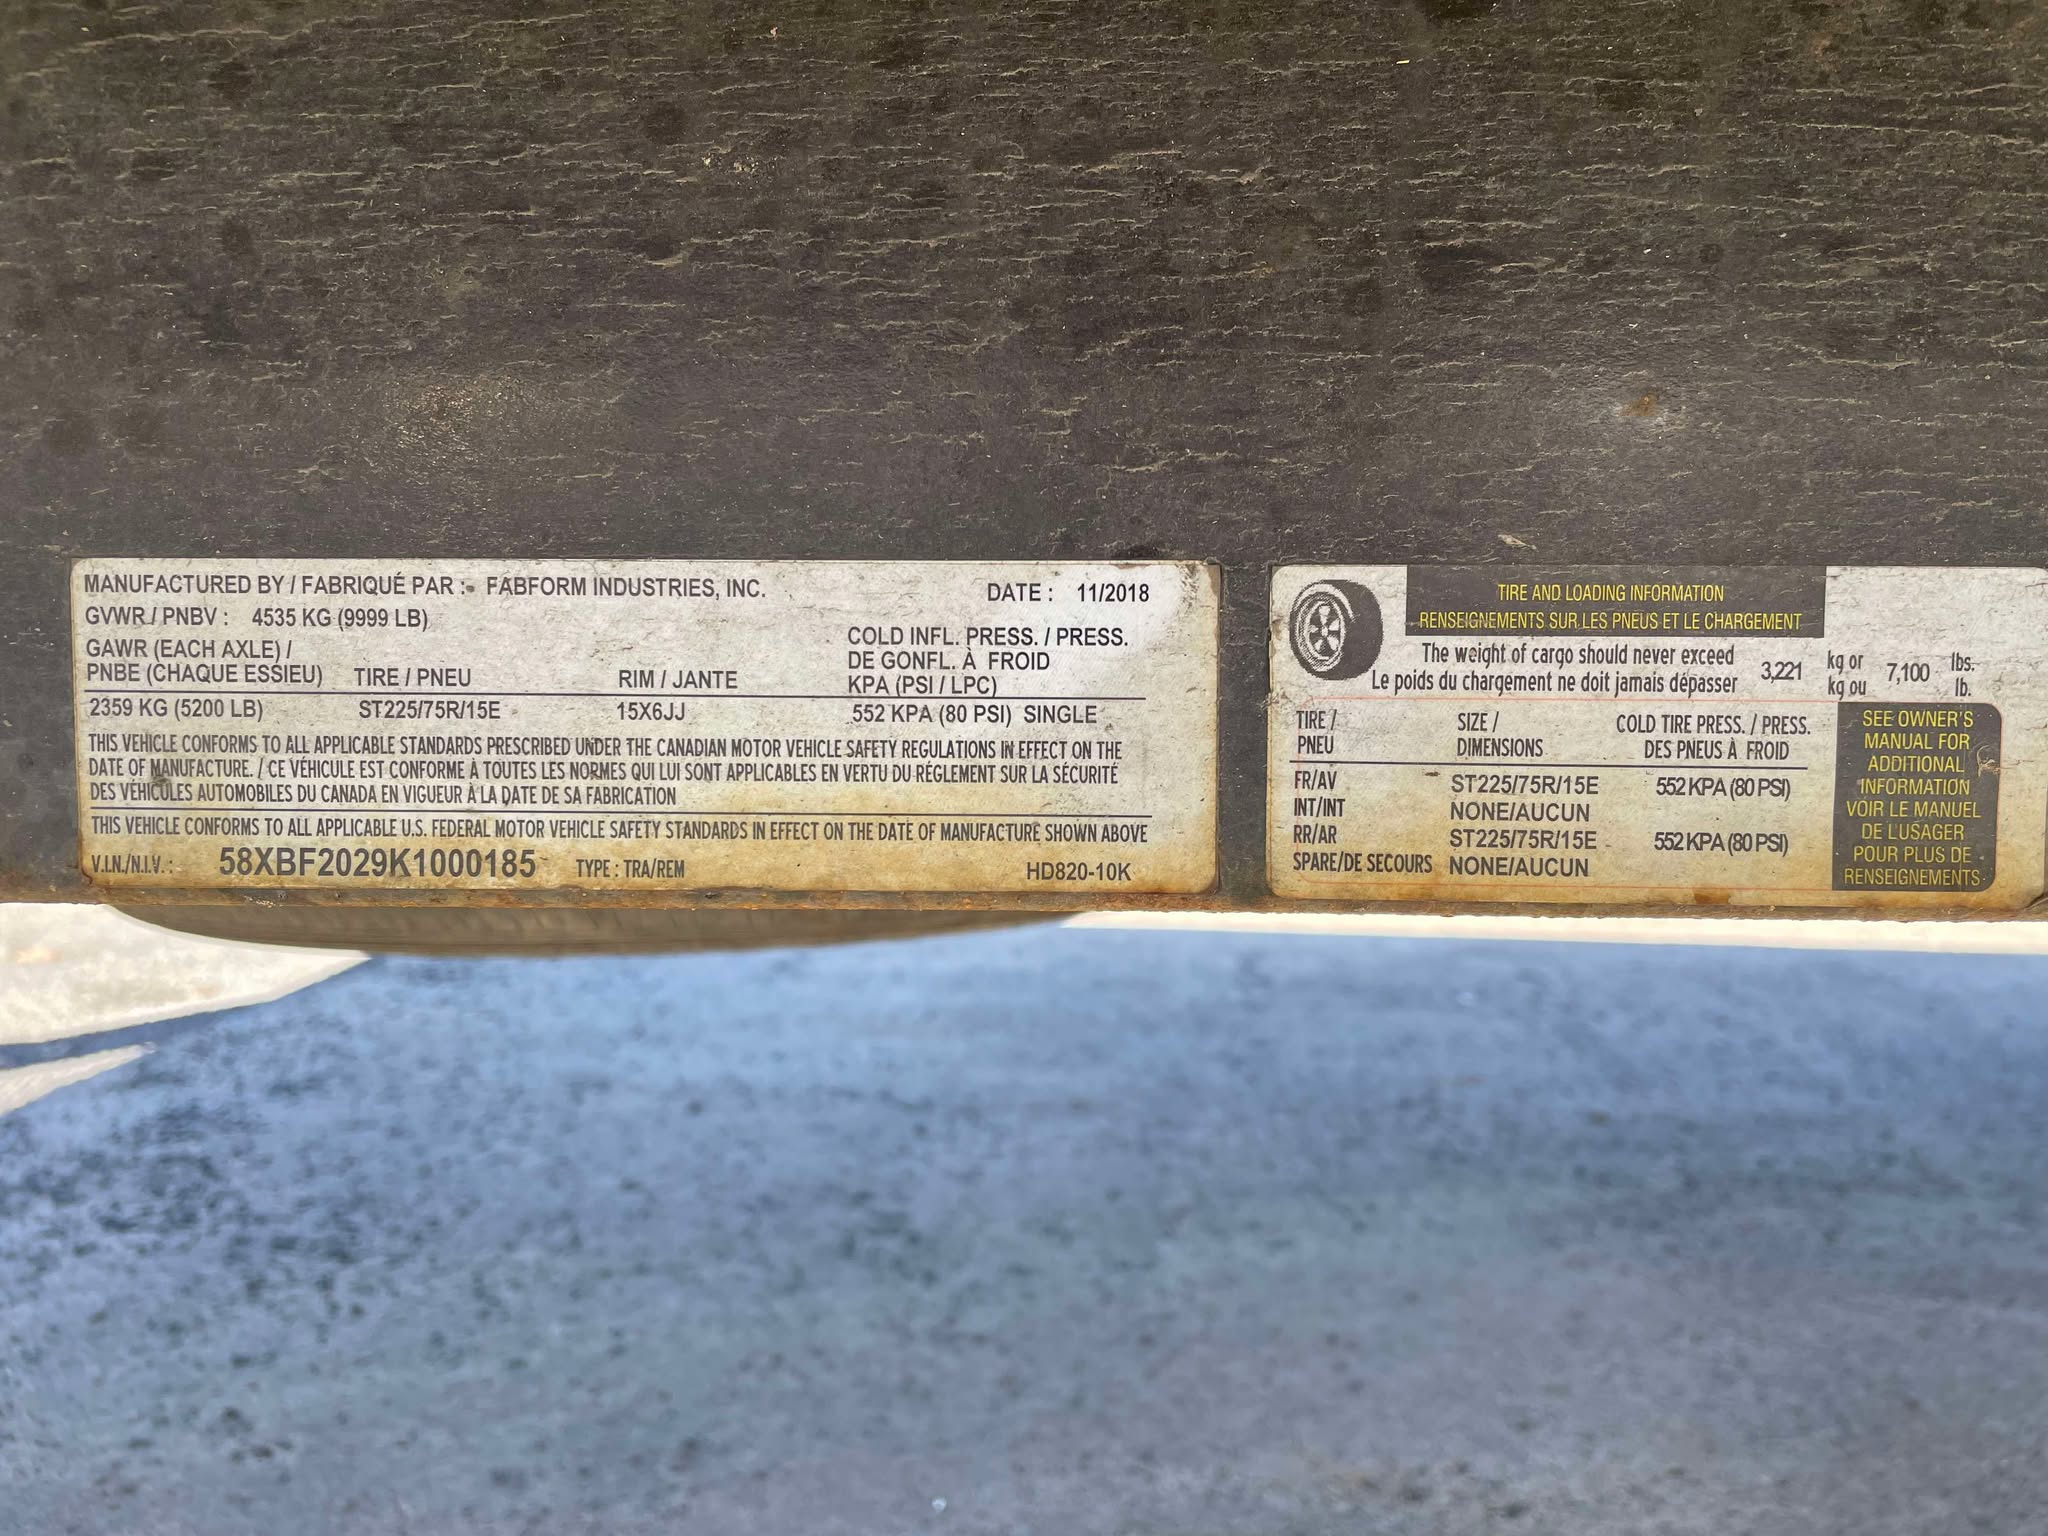 MANUFACTURED BY / FABRIQUÉ PAR : FABFORM INDUSTRIES, INC. DATE : 11/2018
GVWR / PNBV : 4535 KG (9999 LB)
GAWR (EACH AXLE) /
PNBE (CHAQUE ESSIEU) TIRE / PNEU RIM / JANTE
COLD INFL. PRESS. / PRESS.
DE GONFL. À FROID
KPA (PSI / LPC)
2359 KG (5200 LB) ST225/75R/15E 15X6JJ 552 KPA (80 PSI) SINGLE
THIS VEHICLE CONFORMS TO ALL APPLICABLE STANDARDS PRESCRIBED UNDER THE CANADIAN MOTOR VEHICLE SAFETY REGULATIONS IN EFFECT ON THE
DATE OF MANUFACTURE. / CE VÉHICULE EST CONFORME À TOUTES LES NORMES QUI LUI SONT APPLICABLES EN VERTU DU RÉGLEMENT SUR LA SÉCURITÉ
DES VÉHICULES AUTOMOBILES DU CANADA EN VIGUEUR À LA DATE DE SA FABRICATION
THIS VEHICLE CONFORMS TO ALL APPLICABLE U.S. FEDERAL MOTOR VEHICLE SAFETY STANDARDS IN EFFECT ON THE DATE OF MANUFACTURE SHOWN ABOVE
V.I.N./N.I.V. : 58XBF2029K1000185 TYPE : TRA/REM HD820-10K
TIRE AND LOADING INFORMATION
RENSEIGNEMENTS SUR LES PNEUS ET LE CHARGEMENT
The weight of cargo should never exceed
Le poids du chargement ne doit jamais dépasser
3,221
kg or
kg ou
7,100
lbs.
lb.
TIRE / SIZE / COLD TIRE PRESS. / PRESS.
PNEU DIMENSIONS DES PNEUS À FROID
FR/AV ST225/75R/15E 552 KPA (80 PSI)
INT/INT NONE/AUCUN
RR/AR ST225/75R/15E 552 KPA (80 PSI)
SPARE/DE SECOURS NONE/AUCUN
SEE OWNER'S
MANUAL FOR
ADDITIONAL
INFORMATION
VOIR LE MANUEL
DE L'USAGER
POUR PLUS DE
RENSEIGNEMENTS